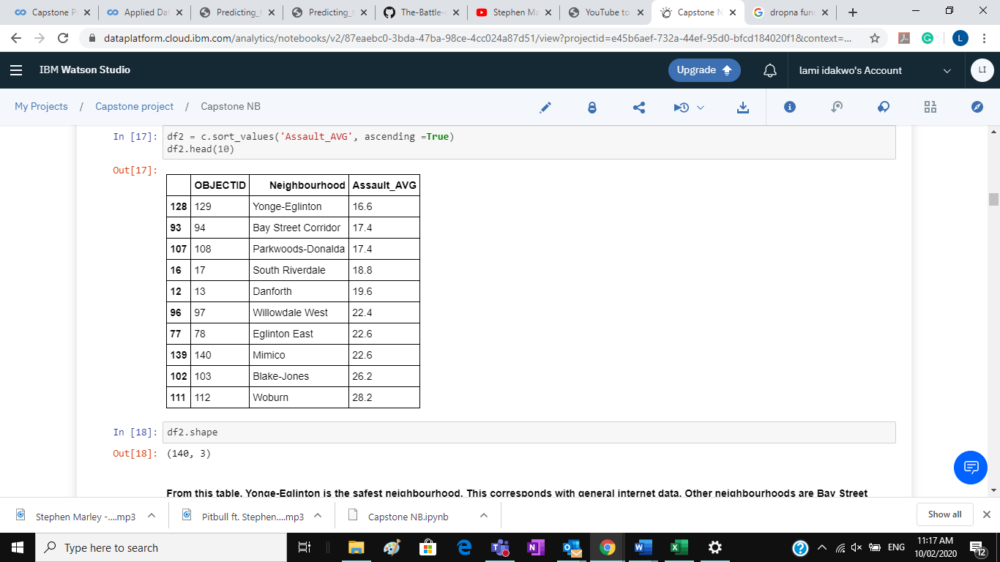 Capstone P
Applied Dat
Predicting_
Predicting_
The-Battle-
Stephen Ma
YouTube to
Capstone N
dropna fun
dataplatform.cloud.ibm.com/analytics/notebooks/v2/87eaebc0-3bda-47ba-98ce-4cc024a87d51/view?projectid=e45b6aef-732a-44ef-95d0-bfcd184020f1&context=...
L
IBM Watson Studio
Upgrade
lami idakwo's Account
LI
My Projects / Capstone project / Capstone NB
In [17]: df2 = c.sort_values('Assault_AVG', ascending =True)
df2.head(10)
Out[17]:
OBJECTID Neighbourhood Assault_AVG
128 129 Yonge-Eglinton 16.6
93 94 Bay Street Corridor 17.4
107 108 Parkwoods-Donalda 17.4
16 17 South Riverdale 18.8
12 13 Danforth 19.6
96 97 Willowdale West 22.4
77 78 Eglinton East 22.6
139 140 Mimico 22.6
102 103 Blake-Jones 26.2
111 112 Woburn 28.2
In [18]: df2.shape
Out[18]: (140, 3)
From this table, Yonge-Eglinton is the safest neighbourhood. This corresponds with general internet data. Other neighbourhoods are Bay Street
Stephen Marley -....mp3
Pitbull ft. Stephen....mp3
Capstone NB.ipynb
Show all
Type here to search
ENG
11:17 AM
10/02/2020
12